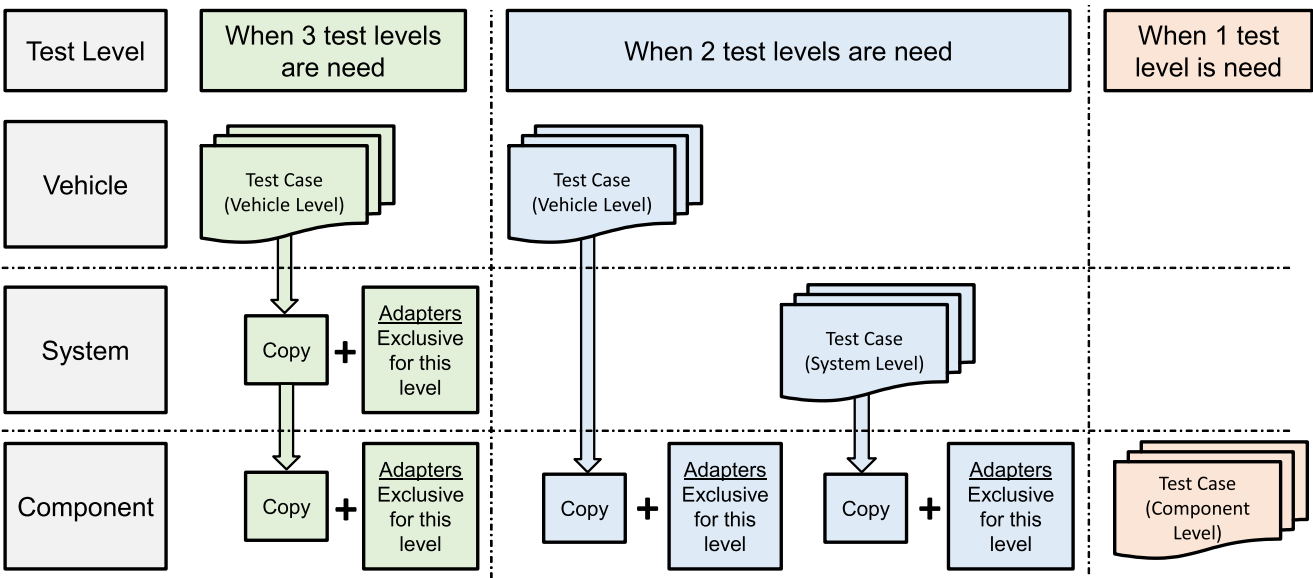 Test Level
When 3 test levels
are need
When 2 test levels are need
When 1 test
level is need
Vehicle
Test Case
(Vehicle Level)
Test Case
(Vehicle Level)
System
Copy
+
Adapters
Exclusive
for this
level
Test Case
(System Level)
Component
Copy
+
Adapters
Exclusive
for this
level
Copy
+
Adapters
Exclusive
for this
level
Copy
+
Adapters
Exclusive
for this
level
Test Case
(Component
Level)